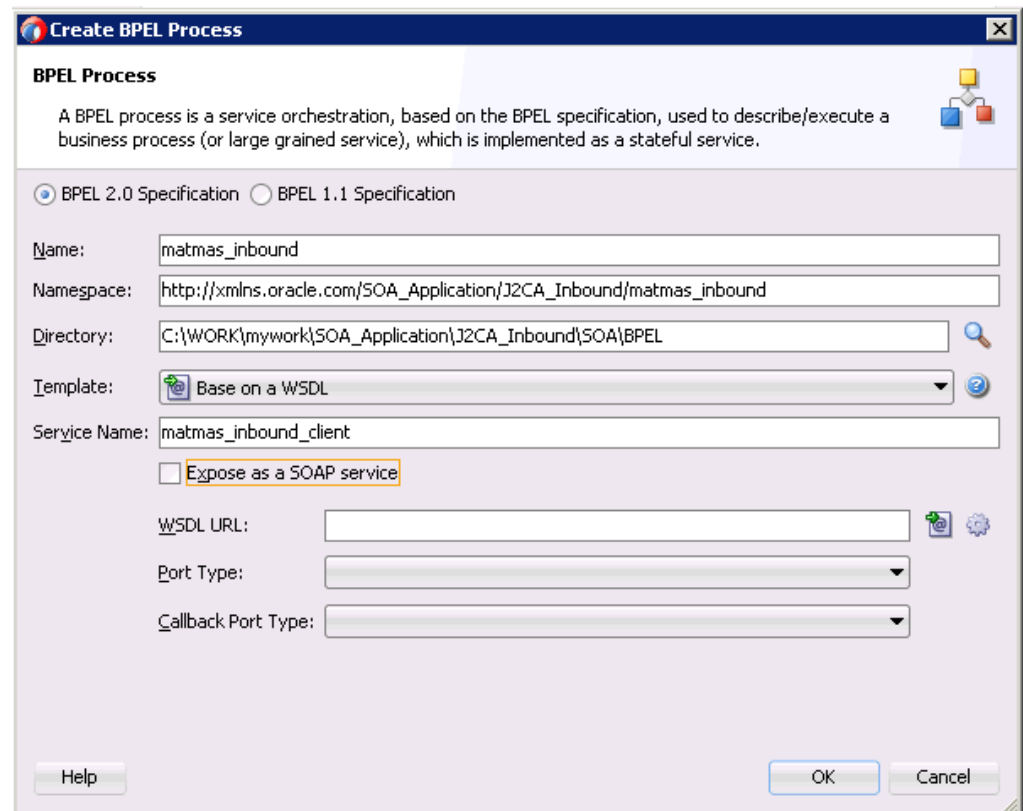 Create BPEL Process
BPEL Process
A BPEL process is a service orchestration, based on the BPEL specification, used to describe/execute a
business process (or large grained service), which is implemented as a stateful service.
BPEL 2.0 Specification BPEL 1.1 Specification
Name: matmas_inbound
Namespace: http://xmlns.oracle.com/SOA_Application/J2CA_Inbound/matmas_inbound
Directory: C:\WORK\mywork\SOA_Application\J2CA_Inbound\SOA\BPEL
Template: Base on a WSDL
Service Name: matmas_inbound_client
Expose as a SOAP service
WSDL URL:
Port Type:
Callback Port Type:
Help OK Cancel